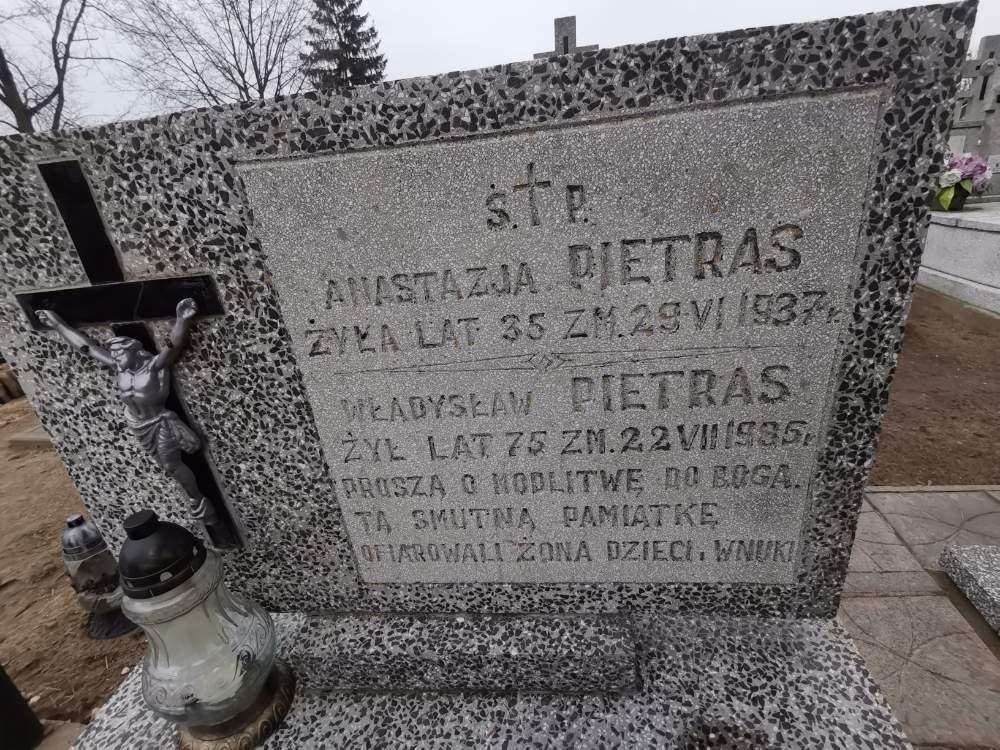 Ś. P.
ANASTAZJA PIETRAS
ŻYŁA LAT 35 ZM. 29 VI 1937 r.
WŁADYSŁAW PIETRAS
ŻYŁ LAT 75 ZM. 22 VII 1985 r.
PROSZĄ O MODLITWĘ DO BOGA.
TĄ SMUTNĄ PAMIĄTKĘ
OFIAROWALI ŻONA DZIECI, WNUKI